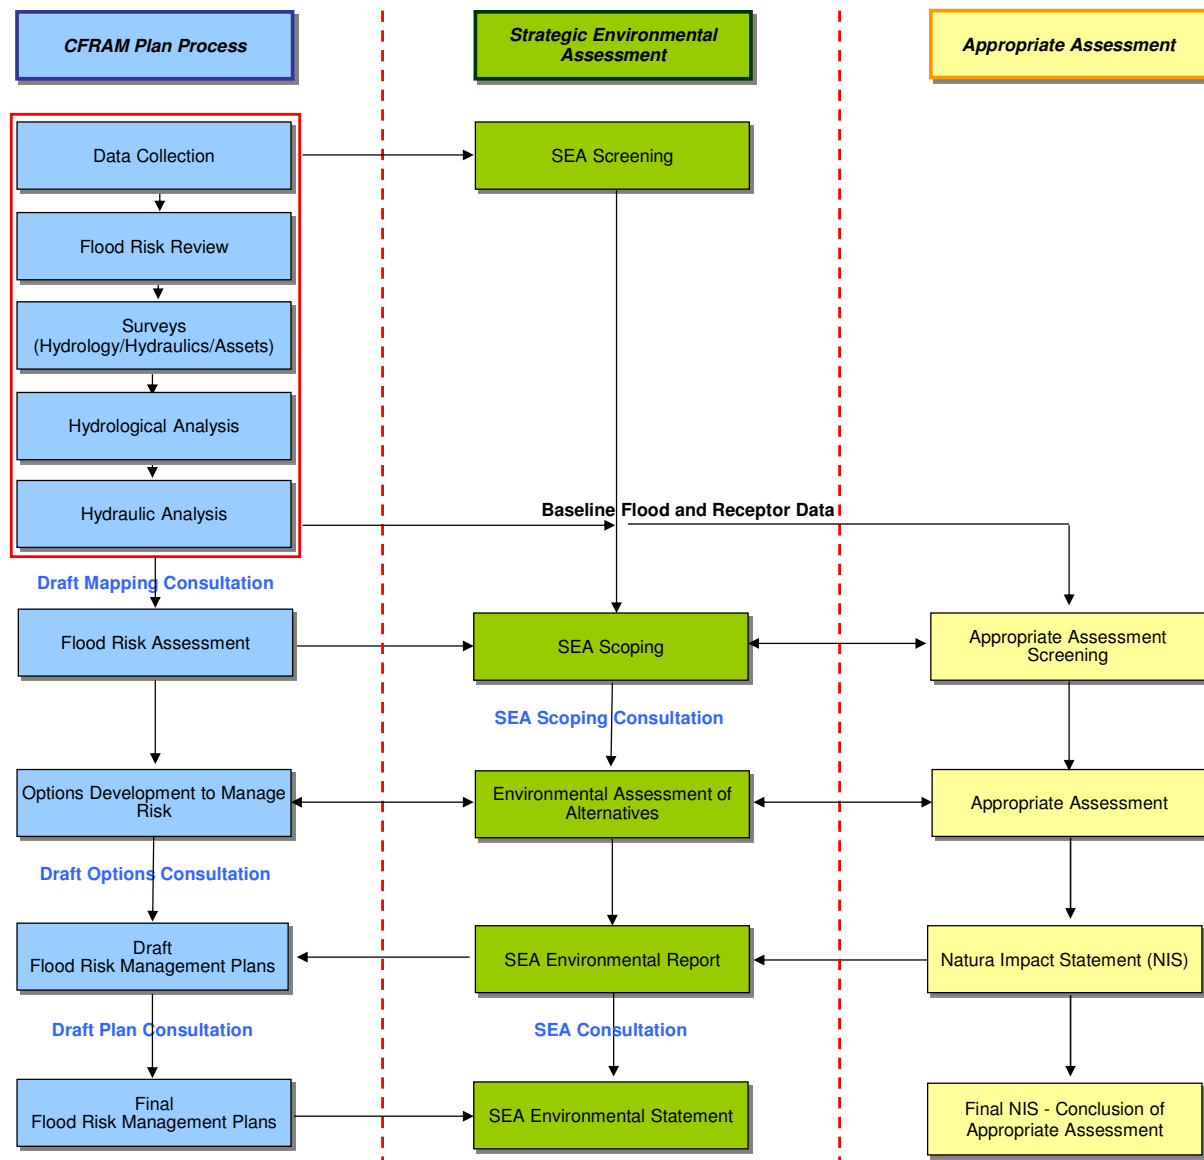 CFRAM Plan Process
Strategic Environmental
Assessment
Appropriate Assessment
Data Collection
SEA Screening
Flood Risk Review
Surveys
(Hydrology/Hydraulics/Assets)
Hydrological Analysis
Hydraulic Analysis
Baseline Flood and Receptor Data
Draft Mapping Consultation
Flood Risk Assessment
SEA Scoping
Appropriate Assessment
Screening
SEA Scoping Consultation
Options Development to Manage
Risk
Environmental Assessment of
Alternatives
Appropriate Assessment
Draft Options Consultation
Draft
Flood Risk Management Plans
SEA Environmental Report
Natura Impact Statement (NIS)
Draft Plan Consultation
SEA Consultation
Final
Flood Risk Management Plans
SEA Environmental Statement
Final NIS - Conclusion of
Appropriate Assessment